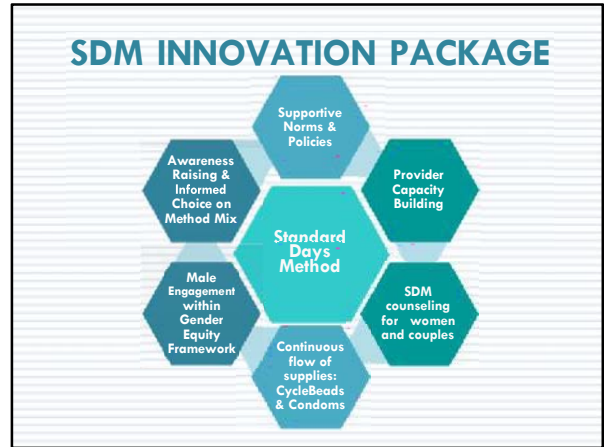 SDM INNOVATION PACKAGE
Supportive
Norms &
Policies
Awareness
Raising &
Informed
Choice on
Method Mix
Provider
Capacity
Building
Standard
Days
Method
Male
Engagement
within
Gender
Equity
Framework
SDM
counseling
for women
and couples
Continuous
flow of
supplies:
CycleBeads
& Condoms